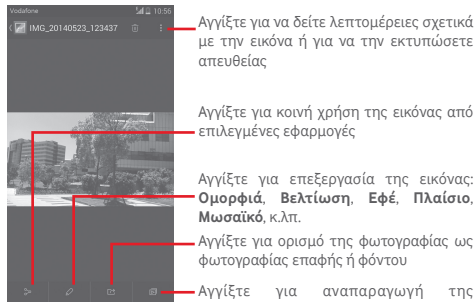 Vodafone 10:56
IMG_20140523_123437
Αγγίξτε για να δείτε λεπτομέρειες σχετικά
με την εικόνα ή για να την εκτυπώσετε
απευθείας
Αγγίξτε για κοινή χρήση της εικόνας από
επιλεγμένες εφαρμογές
Αγγίξτε για επεξεργασία της εικόνας:
Ομορφιά, Βελτίωση, Εφέ, Πλαίσιο,
Μωσαϊκό, κ.λπ.
Αγγίξτε για ορισμό της φωτογραφίας ως
φωτογραφίας επαφής ή φόντου
Αγγίξτε για αναπαραγωγή της